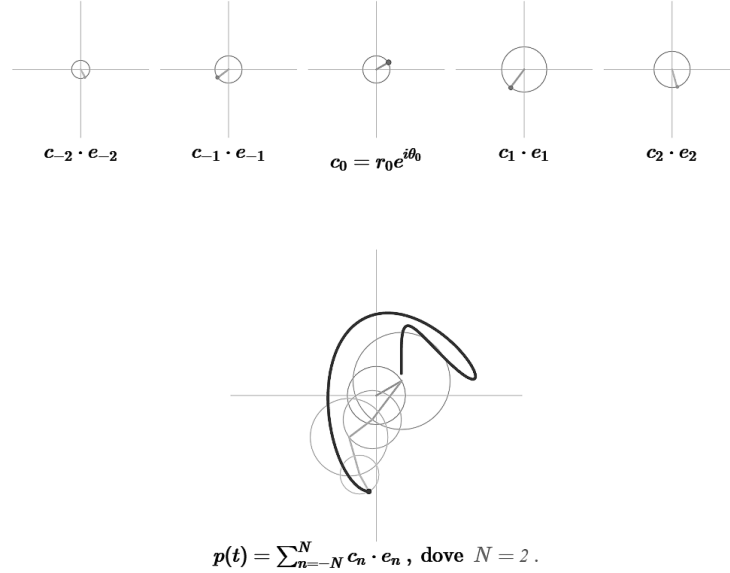 c₋₂ · e₋₂
c₋₁ · e₋₁
c₀ = r₀e^{iθ₀}
c₁ · e₁
c₂ · e₂
p(t) = ∑_{n=−N}^{N} cₙ · eₙ , dove N = 2 .